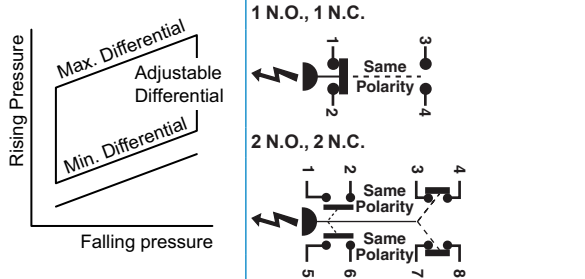 Rising Pressure
Max. Differential
Adjustable
Differential
Min. Differential
Falling pressure
1 N.O., 1 N.C.
1
3
Same
Polarity
2
4
2 N.O., 2 N.C.
1
2
3
4
Same
Polarity
Same
Polarity
5
6
7
8